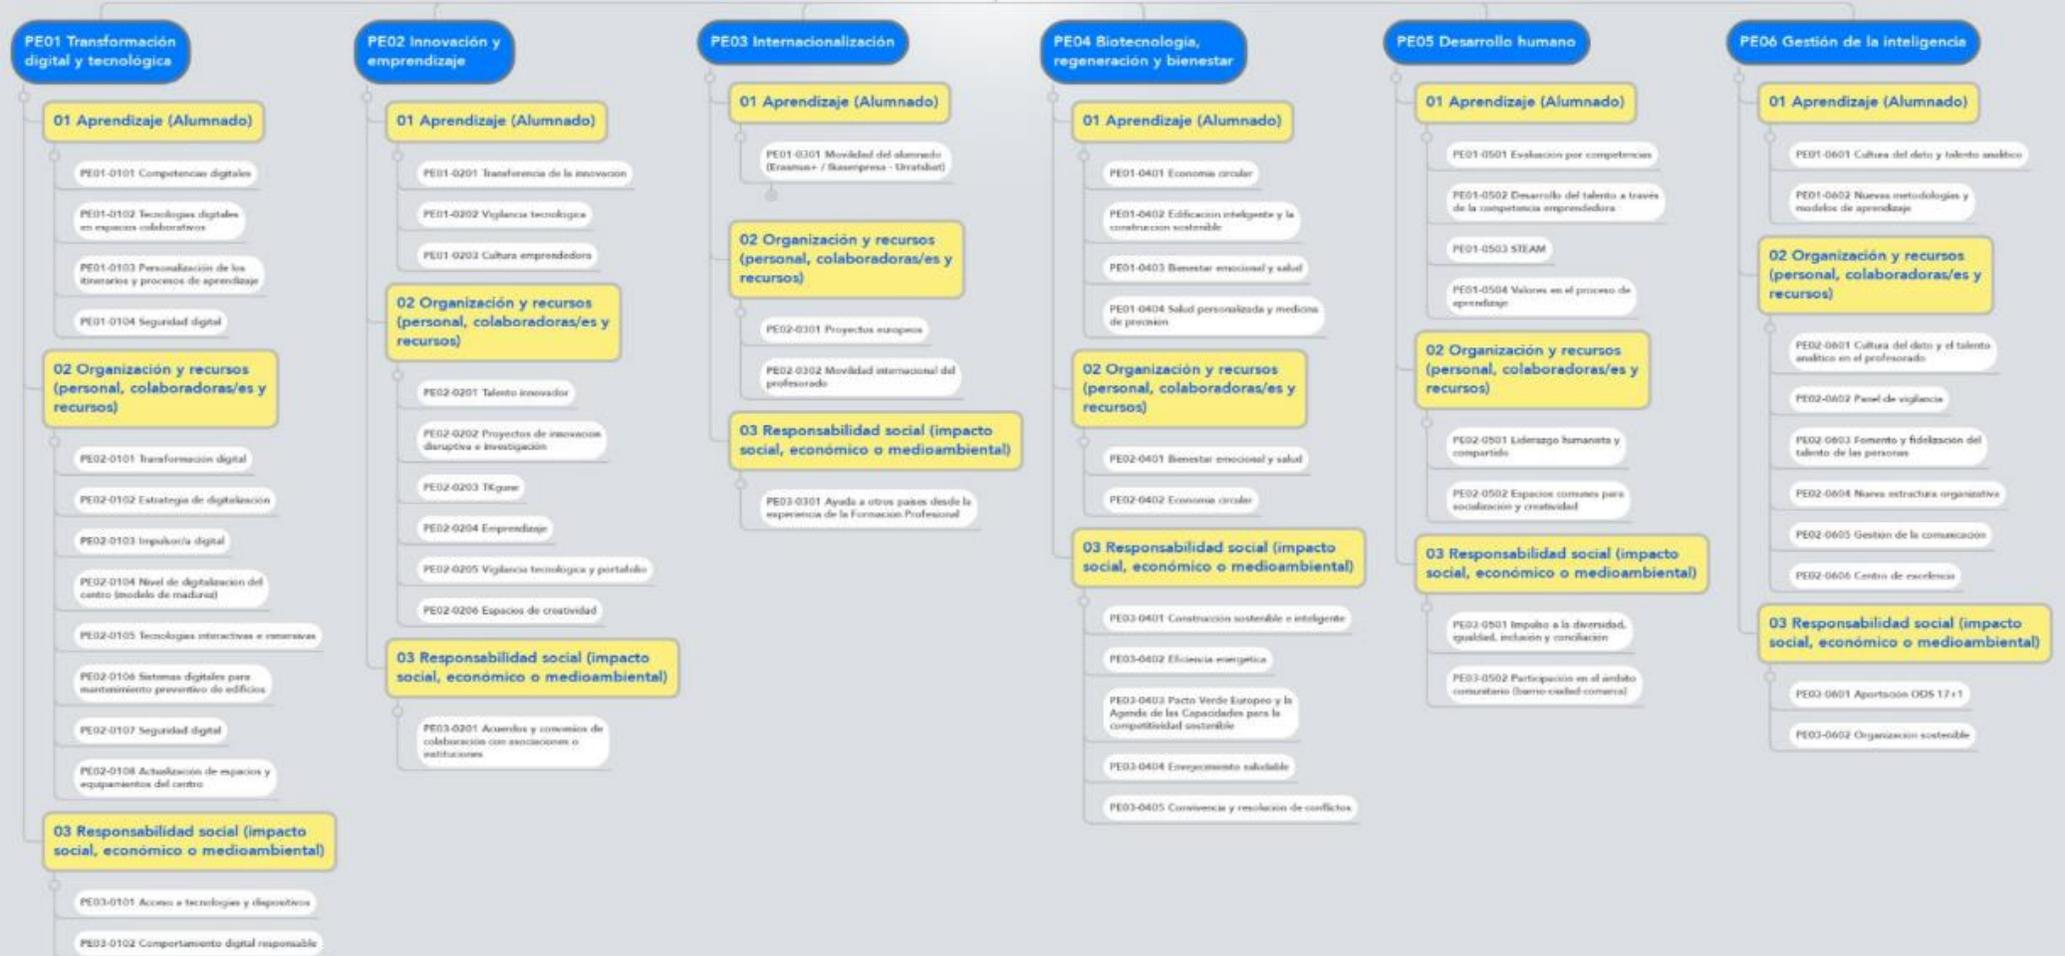 PE01 Transformación
digital y tecnológica
01 Aprendizaje (Alumnado)
PE01-0101 Competencias digitales
PE01-0102 Tecnologías digitales
en espacios colaborativos
PE01-0103 Personalización de los
itinerarios y procesos de aprendizaje
PE01-0104 Seguridad digital
02 Organización y recursos
(personal, colaboradoras/es y
recursos)
PE02-0101 Transformación digital
PE02-0102 Estrategia de digitalización
PE02-0103 Impulsor/a digital
PE02-0104 Nivel de digitalización del
centro (modelo de madurez)
PE02-0105 Tecnologías interactivas e inmersivas
PE02-0106 Sistemas digitales para
mantenimiento preventivo de edificios
PE02-0107 Seguridad digital
PE02-0108 Actualización de espacios y
equipamientos del centro
03 Responsabilidad social (impacto
social, económico o medioambiental)
PE03-0101 Acceso a tecnologías y dispositivos
PE03-0102 Comportamiento digital responsable
PE02 Innovación y
emprendizaje
01 Aprendizaje (Alumnado)
PE01-0201 Transferencia de la innovación
PE01-0202 Vigilancia tecnológica
PE01-0203 Cultura emprendedora
02 Organización y recursos
(personal, colaboradoras/es y
recursos)
PE02-0201 Talento innovador
PE02-0202 Proyectos de innovación
disruptiva e investigación
PE02-0203 TKgune
PE02-0204 Emprendizaje
PE02-0205 Vigilancia tecnológica y portafolio
PE02-0206 Espacios de creatividad
03 Responsabilidad social (impacto
social, económico o medioambiental)
PE03-0201 Acuerdos y convenios de
colaboración con asociaciones o
instituciones
PE03 Internacionalización
01 Aprendizaje (Alumnado)
PE01-0301 Movilidad del alumnado
(Erasmus+ / Ikasenpresa - Urratsbat)
02 Organización y recursos
(personal, colaboradoras/es y
recursos)
PE02-0301 Proyectos europeos
PE02-0302 Movilidad internacional del
profesorado
03 Responsabilidad social (impacto
social, económico o medioambiental)
PE03-0301 Ayuda a otros países desde la
experiencia de la Formación Profesional
PE04 Biotecnología,
regeneración y bienestar
01 Aprendizaje (Alumnado)
PE01-0401 Economía circular
PE01-0402 Edificación inteligente y la
construcción sostenible
PE01-0403 Bienestar emocional y salud
PE01-0404 Salud personalizada y medicina
de precisión
02 Organización y recursos
(personal, colaboradoras/es y
recursos)
PE02-0401 Bienestar emocional y salud
PE02-0402 Economía circular
03 Responsabilidad social (impacto
social, económico o medioambiental)
PE03-0401 Construcción sostenible e inteligente
PE03-0402 Eficiencia energética
PE03-0403 Pacto Verde Europeo y la
Agenda de las Capacidades para la
competitividad sostenible
PE03-0404 Envejecimiento saludable
PE03-0405 Convivencia y resolución de conflictos
PE05 Desarrollo humano
01 Aprendizaje (Alumnado)
PE01-0501 Evaluación por competencias
PE01-0502 Desarrollo del talento a través
de la competencia emprendedora
PE01-0503 STEAM
PE01-0504 Valores en el proceso de
aprendizaje
02 Organización y recursos
(personal, colaboradoras/es y
recursos)
PE02-0501 Liderazgo humanista y
compartido
PE02-0502 Espacios comunes para
socialización y creatividad
03 Responsabilidad social (impacto
social, económico o medioambiental)
PE03-0501 Impulso a la diversidad,
igualdad, inclusión y conciliación
PE03-0502 Participación en el ámbito
comunitario (barrio-ciudad-comarca)
PE06 Gestión de la inteligencia
01 Aprendizaje (Alumnado)
PE01-0601 Cultura del dato y talento analítico
PE01-0602 Nuevas metodologías y
modelos de aprendizaje
02 Organización y recursos
(personal, colaboradoras/es y
recursos)
PE02-0601 Cultura del dato y el talento
analítico en el profesorado
PE02-0602 Panel de vigilancia
PE02-0603 Fomento y fidelización del
talento de las personas
PE02-0604 Nueva estructura organizativa
PE02-0605 Gestión de la comunicación
PE02-0606 Centro de excelencia
03 Responsabilidad social (impacto
social, económico o medioambiental)
PE03-0601 Aportación ODS 17+1
PE03-0602 Organización sostenible